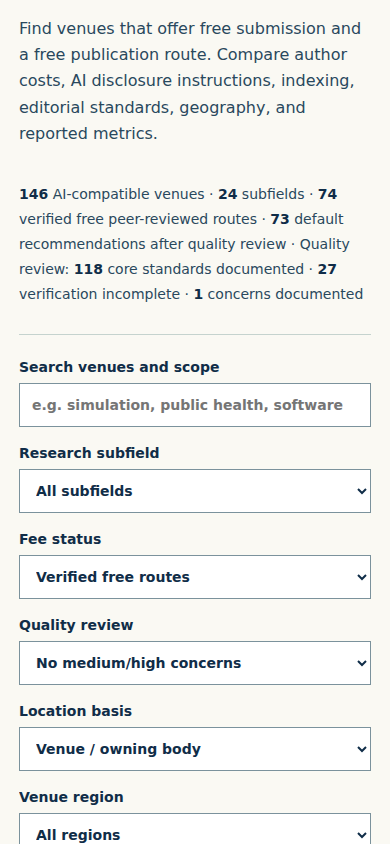 Find venues that offer free submission and
a free publication route. Compare author
costs, AI disclosure instructions, indexing,
editorial standards, geography, and
reported metrics.
146 AI-compatible venues · 24 subfields · 74
verified free peer-reviewed routes · 73 default
recommendations after quality review · Quality
review: 118 core standards documented · 27
verification incomplete · 1 concerns documented
Search venues and scope
e.g. simulation, public health, software
Research subfield
All subfields
Fee status
Verified free routes
Quality review
No medium/high concerns
Location basis
Venue / owning body
Venue region
All regions